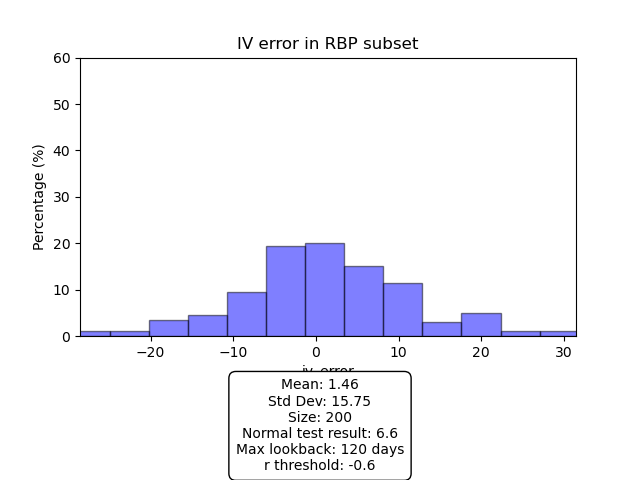 IV error in RBP subset
Percentage (%)
60
50
40
30
20
10
0
−20 −10 0 10 20 30
iv_error
Mean: 1.46
Std Dev: 15.75
Size: 200
Normal test result: 6.6
Max lookback: 120 days
r threshold: -0.6